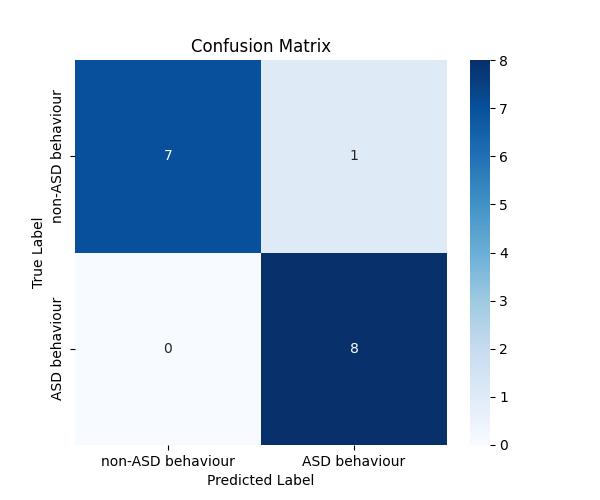 Confusion Matrix
True Label
non-ASD behaviour
ASD behaviour
7
1
0
8
non-ASD behaviour
ASD behaviour
Predicted Label
8
7
6
5
4
3
2
1
0